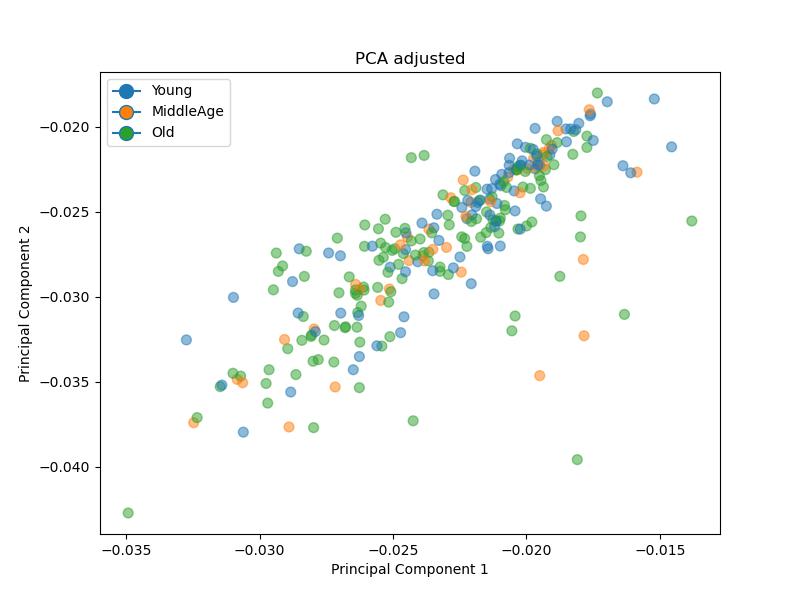 PCA adjusted
Young
MiddleAge
Old
−0.020
−0.025
−0.030
−0.035
−0.040
Principal Component 2
−0.035
−0.030
−0.025
−0.020
−0.015
Principal Component 1